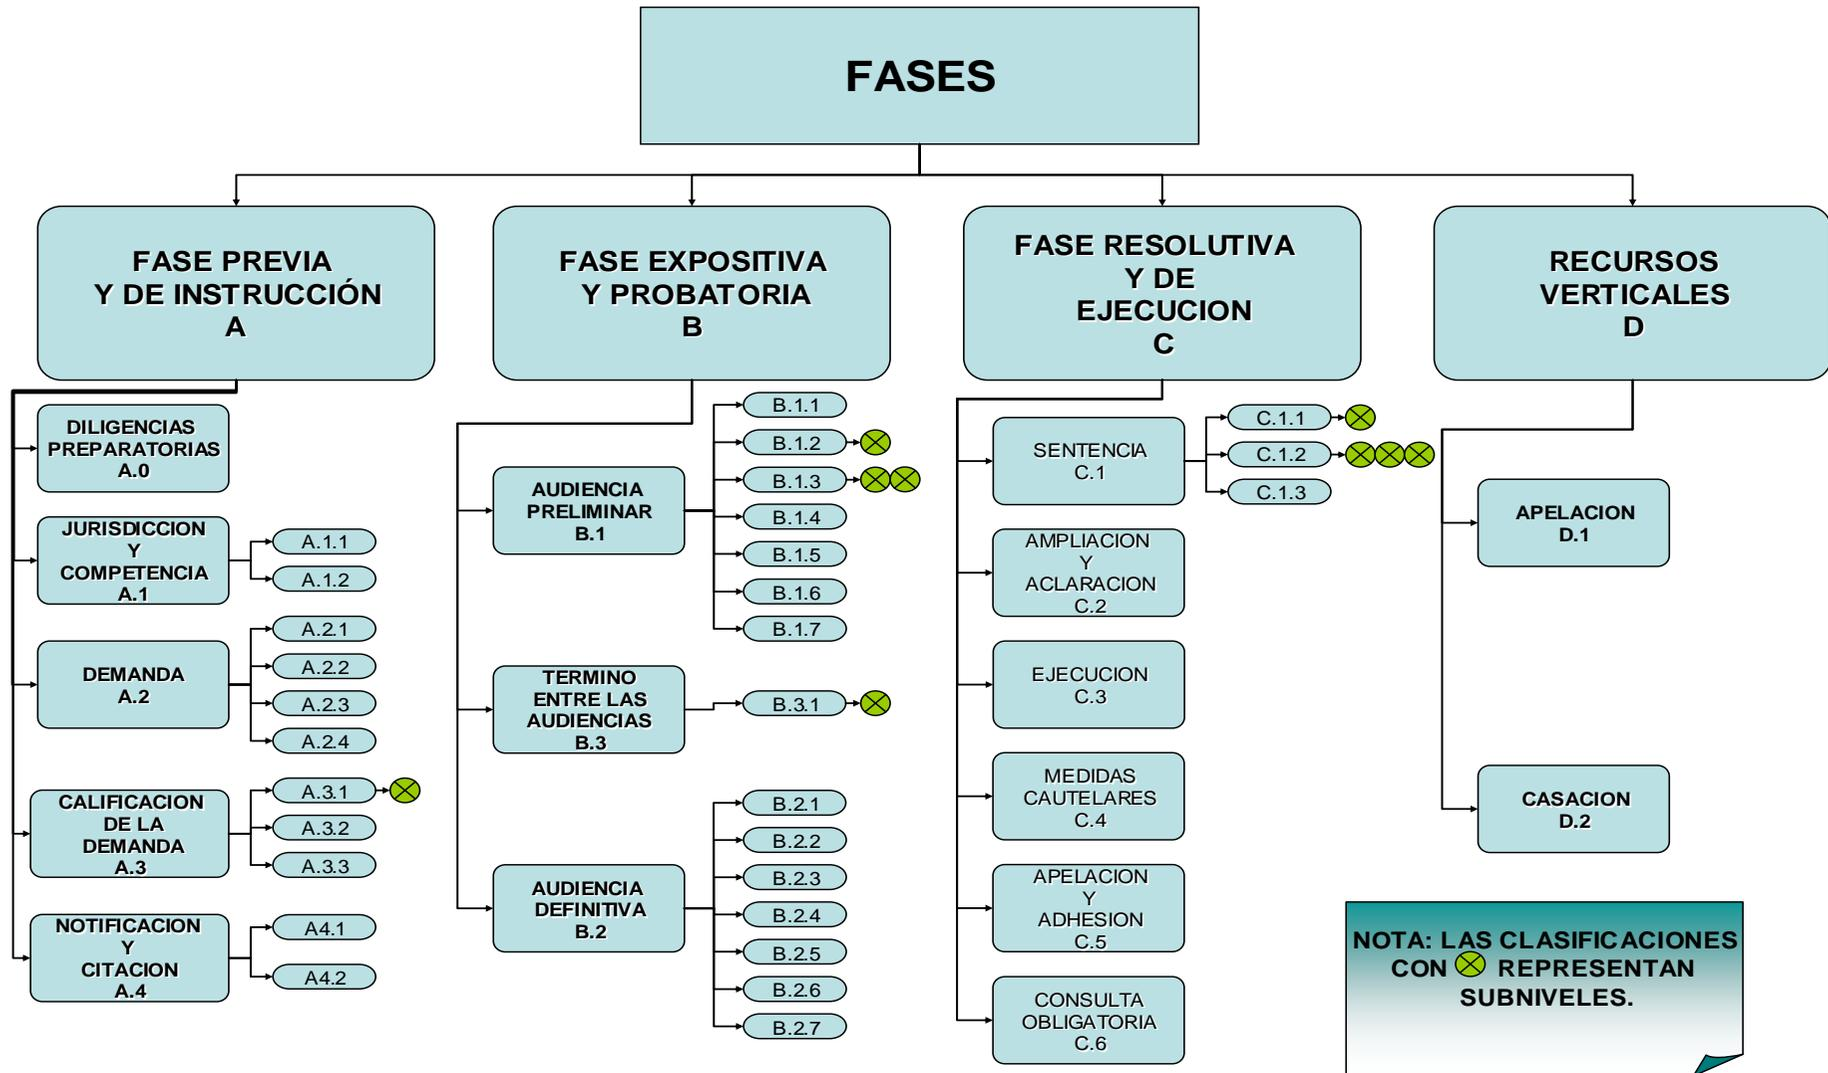 FASES
FASE PREVIA
Y DE INSTRUCCIÓN
A
DILIGENCIAS
PREPARATORIAS
A.0
JURISDICCION
Y
COMPETENCIA
A.1
A.1.1
A.1.2
DEMANDA
A.2
A.2.1
A.2.2
A.2.3
A.2.4
CALIFICACION
DE LA
DEMANDA
A.3
A.3.1
A.3.2
A.3.3
NOTIFICACION
Y
CITACION
A.4
A4.1
A4.2
FASE EXPOSITIVA
Y PROBATORIA
B
AUDIENCIA
PRELIMINAR
B.1
B.1.1
B.1.2
B.1.3
B.1.4
B.1.5
B.1.6
B.1.7
TERMINO
ENTRE LAS
AUDIENCIAS
B.3
B.3.1
AUDIENCIA
DEFINITIVA
B.2
B.2.1
B.2.2
B.2.3
B.2.4
B.2.5
B.2.6
B.2.7
FASE RESOLUTIVA
Y DE
EJECUCION
C
SENTENCIA
C.1
C.1.1
C.1.2
C.1.3
AMPLIACION
Y
ACLARACION
C.2
EJECUCION
C.3
MEDIDAS
CAUTELARES
C.4
APELACION
Y
ADHESION
C.5
CONSULTA
OBLIGATORIA
C.6
RECURSOS
VERTICALES
D
APELACION
D.1
CASACION
D.2
NOTA: LAS CLASIFICACIONES
CON REPRESENTAN
SUBNIVELES.